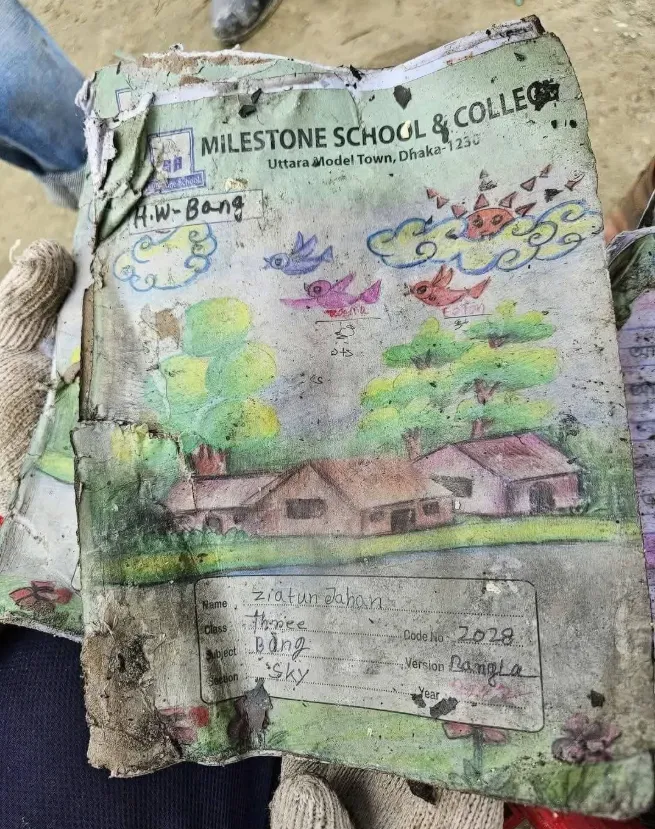 MILESTONE SCHOOL & COLLEGE
Uttara Model Town, Dhaka-1230
H.W-Bang
Name Ziatun Jahan
Class three Code No 2028
Subject Bang Version Bangla
Section Sky Year